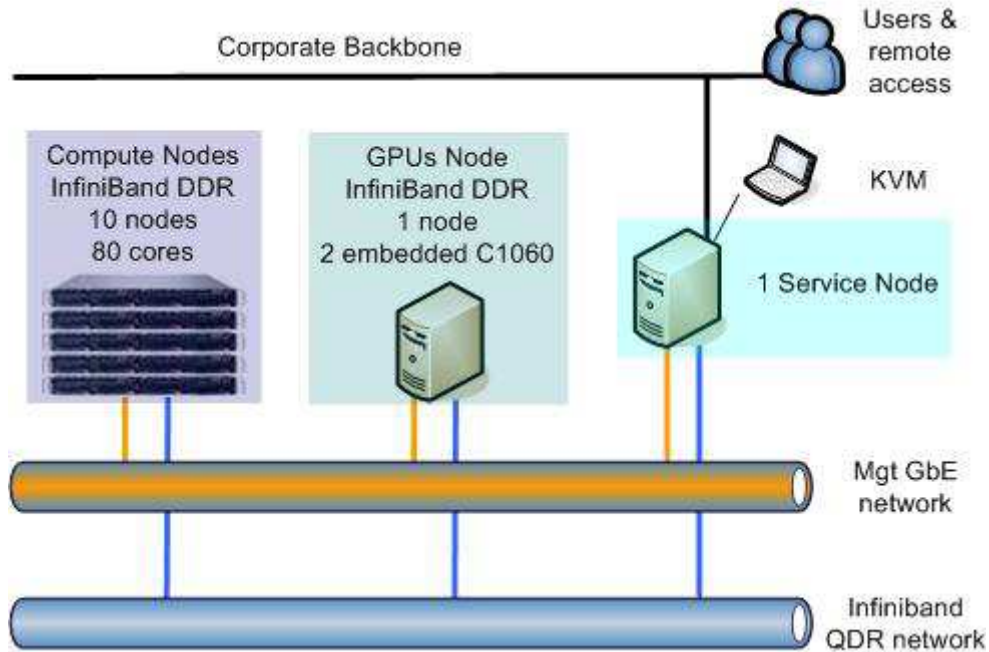 Corporate Backbone
Users &
remote
access
Compute Nodes
InfiniBand DDR
10 nodes
80 cores
GPUs Node
InfiniBand DDR
1 node
2 embedded C1060
KVM
1 Service Node
Mgt GbE
network
Infiniband
QDR network